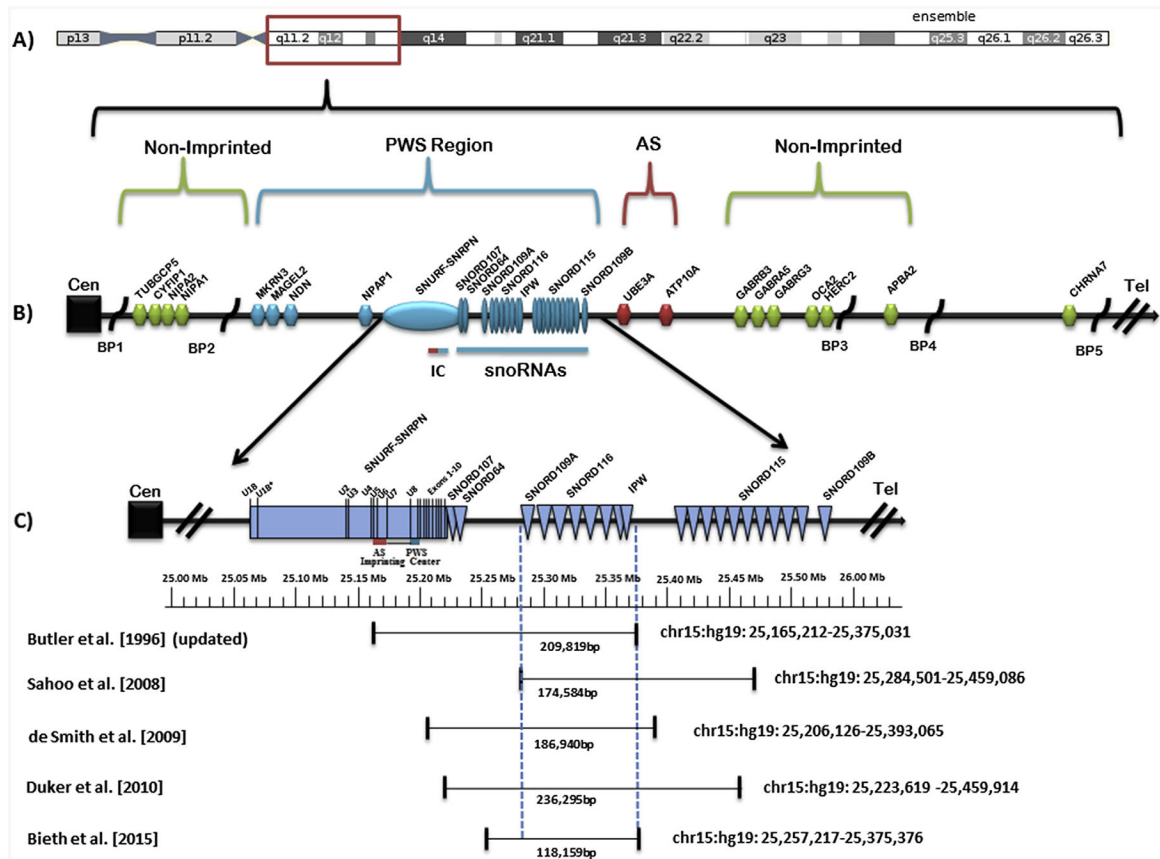 ensemble
A)
p13 p11.2 q11.2 q12 q14 q21.1 q21.3 q22.2 q23 q25.3 q26.1 q26.2 q26.3
Non-Imprinted PWS Region AS Non-Imprinted
B)
Cen
TUBGCP5
CYFIP1
NIPA2
NIPA1
MKRN3
MAGEL2
NDN
NPAP1
SNURF-SNRPN
SNORD107
SNORD64
SNORD109A
SNORD116
IPW
SNORD115
SNORD109B
UBE3A
ATP10A
GABRB3
GABRA5
GABRG3
OCA2
HERC2
APBA2
CHRNA7
Tel
BP1 BP2 BP3 BP4 BP5
IC snoRNAs
C)
Cen
U1B
U1B*
U2
U3
U4
U5
U6
U7
U8
SNURF-SNRPN
Exons 1-10
SNORD107
SNORD64
SNORD109A
SNORD116
IPW
SNORD115
SNORD109B
Tel
AS PWS
Imprinting Center
25.00 Mb 25.05 Mb 25.10 Mb 25.15 Mb 25.20 Mb 25.25 Mb 25.30 Mb 25.35 Mb 25.40 Mb 25.45 Mb 25.50 Mb 26.00 Mb
Butler et al. [1996] (updated) 209,819bp chr15:hg19: 25,165,212-25,375,031
Sahoo et al. [2008] 174,584bp chr15:hg19: 25,284,501-25,459,086
de Smith et al. [2009] 186,940bp chr15:hg19: 25,206,126-25,393,065
Duker et al. [2010] 236,295bp chr15:hg19: 25,223,619 -25,459,914
Bieth et al. [2015] 118,159bp chr15:hg19: 25,257,217-25,375,376